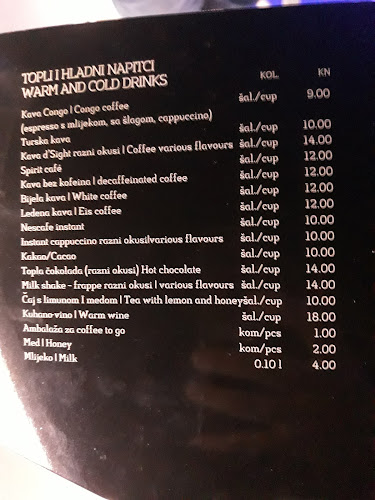 TOPLI I HLADNI NAPITCI
WARM AND COLD DRINKS KOL. KN
Kava Congo | Congo coffee šal./cup 9.00
(espresso s mlijekom, sa šlagom, cappuccino)
Turska kava šal./cup 10.00
Kava d'Sight razni okusi | Coffee various flavours šal./cup 14.00
Spirit café šal./cup 12.00
Kava bez kofeina | decaffeinated coffee šal./cup 12.00
Bijela kava | White coffee šal./cup 12.00
Ledena kava | Eis coffee šal./cup 12.00
Nescafe instant šal./cup 10.00
Instant cappuccino razni okusi|various flavours šal./cup 10.00
Kakao/Cacao šal./cup 10.00
Topla čokolada (razni okusi) Hot chocolate šal./cup 14.00
Milk shake - frappe razni okusi | various flavours šal./cup 14.00
Čaj s limunom | medom | Tea with lemon and honey šal./cup 10.00
Kuhano vino | Warm wine šal./cup 18.00
Ambalaža za coffee to go kom/pcs 1.00
Med | Honey kom/pcs 2.00
Mlijeko | Milk 0.10 l 4.00